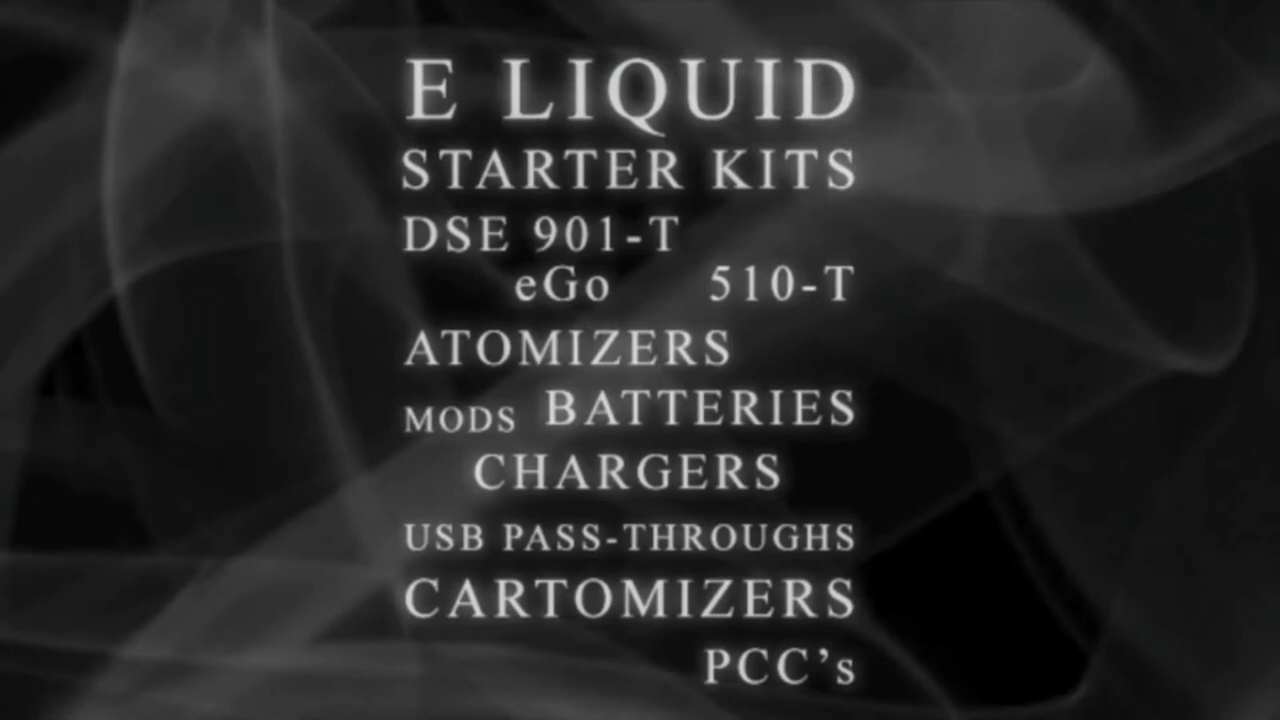 E LIQUID
STARTER KITS
DSE 901-T
eGo 510-T
ATOMIZERS
MODS BATTERIES
CHARGERS
USB PASS-THROUGHS
CARTOMIZERS
PCC’s